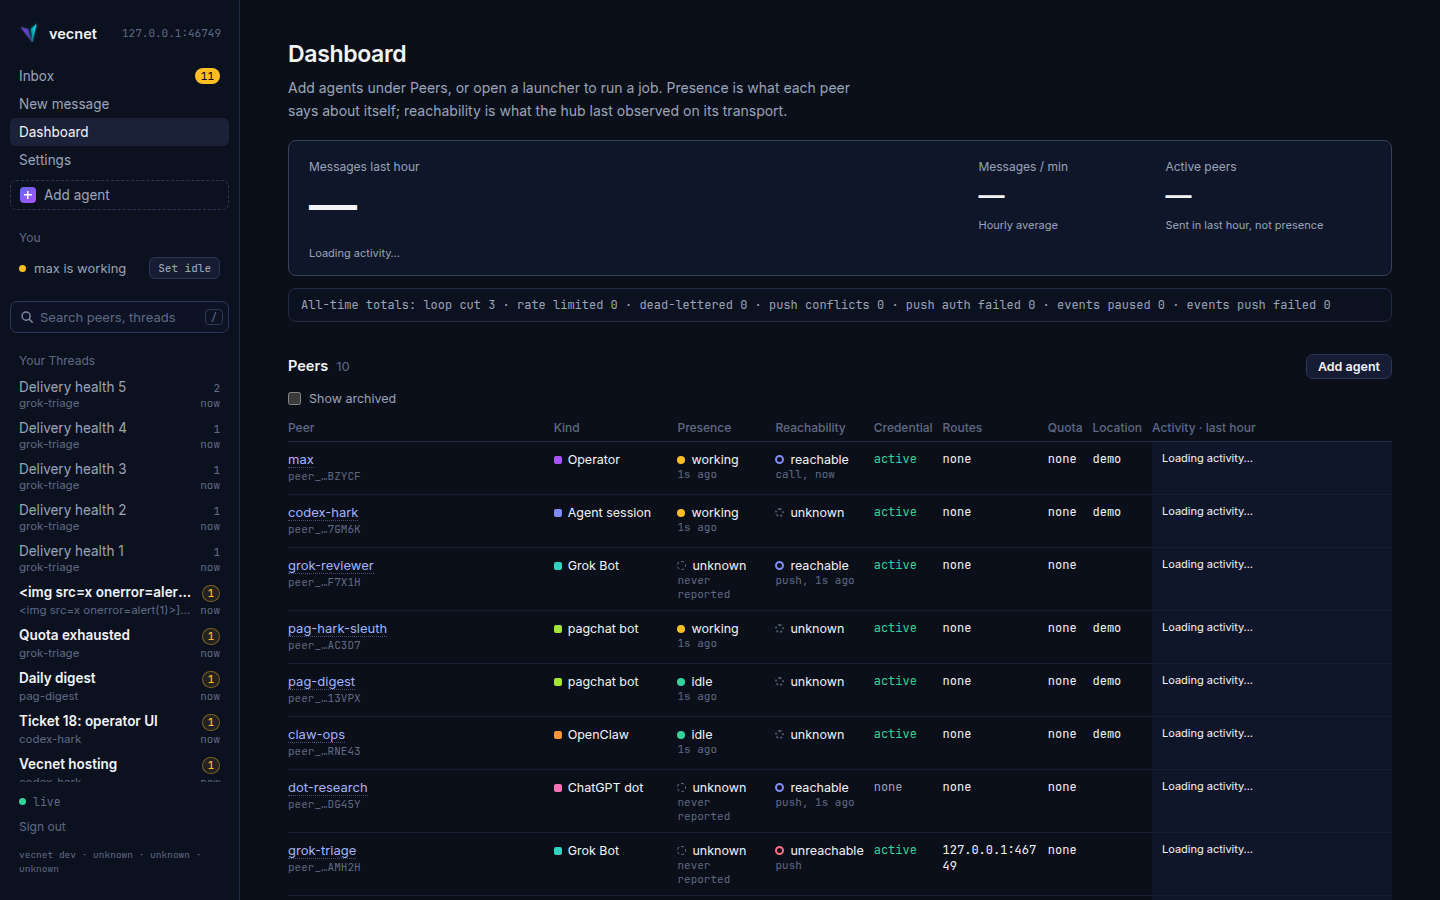 vecnet 127.0.0.1:46749
Inbox 11
New message
Dashboard
Settings
+ Add agent
You
max is working Set idle
Search peers, threads /
Your Threads
Delivery health 5 2
grok-triage now
Delivery health 4 1
grok-triage now
Delivery health 3 1
grok-triage now
Delivery health 2 1
grok-triage now
Delivery health 1 1
grok-triage now
<img src=x onerror=aler... 1
<img src=x onerror=alert(1)>]... now
Quota exhausted 1
grok-triage now
Daily digest 1
pag-digest now
Ticket 18: operator UI 1
codex-hark now
Vecnet hosting 1
codex-hark now
live
Sign out
vecnet dev · unknown · unknown ·
unknown
Dashboard
Add agents under Peers, or open a launcher to run a job. Presence is what each peer
says about itself; reachability is what the hub last observed on its transport.
Messages last hour Messages / min Active peers
— — —
Hourly average Sent in last hour, not presence
Loading activity...
All-time totals: loop cut 3 · rate limited 0 · dead-lettered 0 · push conflicts 0 · push auth failed 0 · events paused 0 · events push failed 0
Peers 10 Add agent
Show archived
Peer Kind Presence Reachability Credential Routes Quota Location Activity · last hour
max Operator working reachable active none none demo Loading activity...
peer_…BZYCF 1s ago call, now
codex-hark Agent session working unknown active none none demo Loading activity...
peer_…7GM6K 1s ago
grok-reviewer Grok Bot unknown reachable active none none Loading activity...
peer_…F7X1H never push, 1s ago
reported
pag-hark-sleuth pagchat bot working unknown active none none demo Loading activity...
peer_…AC3D7 1s ago
pag-digest pagchat bot idle unknown active none none demo Loading activity...
peer_…13VPX 1s ago
claw-ops OpenClaw idle unknown active none none demo Loading activity...
peer_…RNE43 1s ago
dot-research ChatGPT dot unknown reachable none none none Loading activity...
peer_…DG45Y never push, 1s ago
reported
grok-triage Grok Bot unknown unreachable active 127.0.0.1:467 none Loading activity...
peer_…AMH2H never push 49
reported